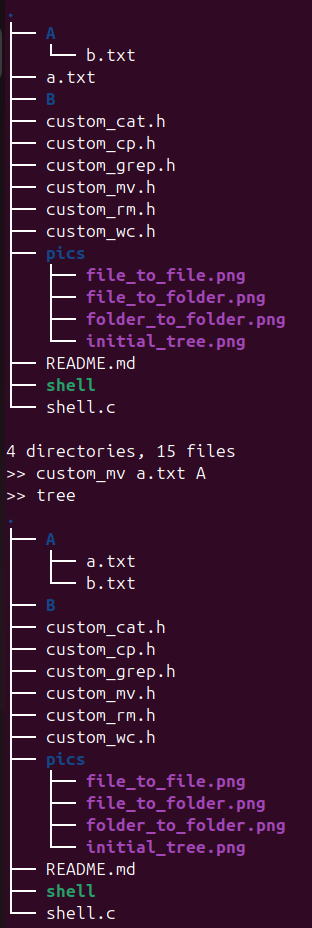 .
├── A
│   └── b.txt
├── a.txt
├── B
├── custom_cat.h
├── custom_cp.h
├── custom_grep.h
├── custom_mv.h
├── custom_rm.h
├── custom_wc.h
├── pics
│   ├── file_to_file.png
│   ├── file_to_folder.png
│   ├── folder_to_folder.png
│   └── initial_tree.png
├── README.md
├── shell
└── shell.c

4 directories, 15 files
>> custom_mv a.txt A
>> tree
.
├── A
│   ├── a.txt
│   └── b.txt
├── B
├── custom_cat.h
├── custom_cp.h
├── custom_grep.h
├── custom_mv.h
├── custom_rm.h
├── custom_wc.h
├── pics
│   ├── file_to_file.png
│   ├── file_to_folder.png
│   ├── folder_to_folder.png
│   └── initial_tree.png
├── README.md
├── shell
└── shell.c